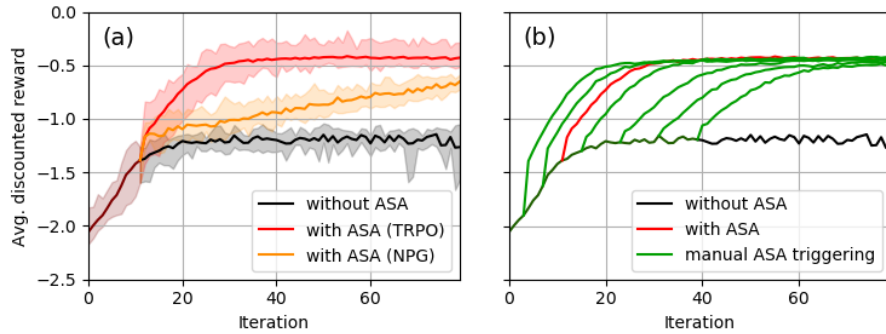 Avg. discounted reward
0.0
−0.5
−1.0
−1.5
−2.0
−2.5
(a)
without ASA
with ASA (TRPO)
with ASA (NPG)
0 20 40 60
Iteration
(b)
without ASA
with ASA
manual ASA triggering
0 20 40 60
Iteration